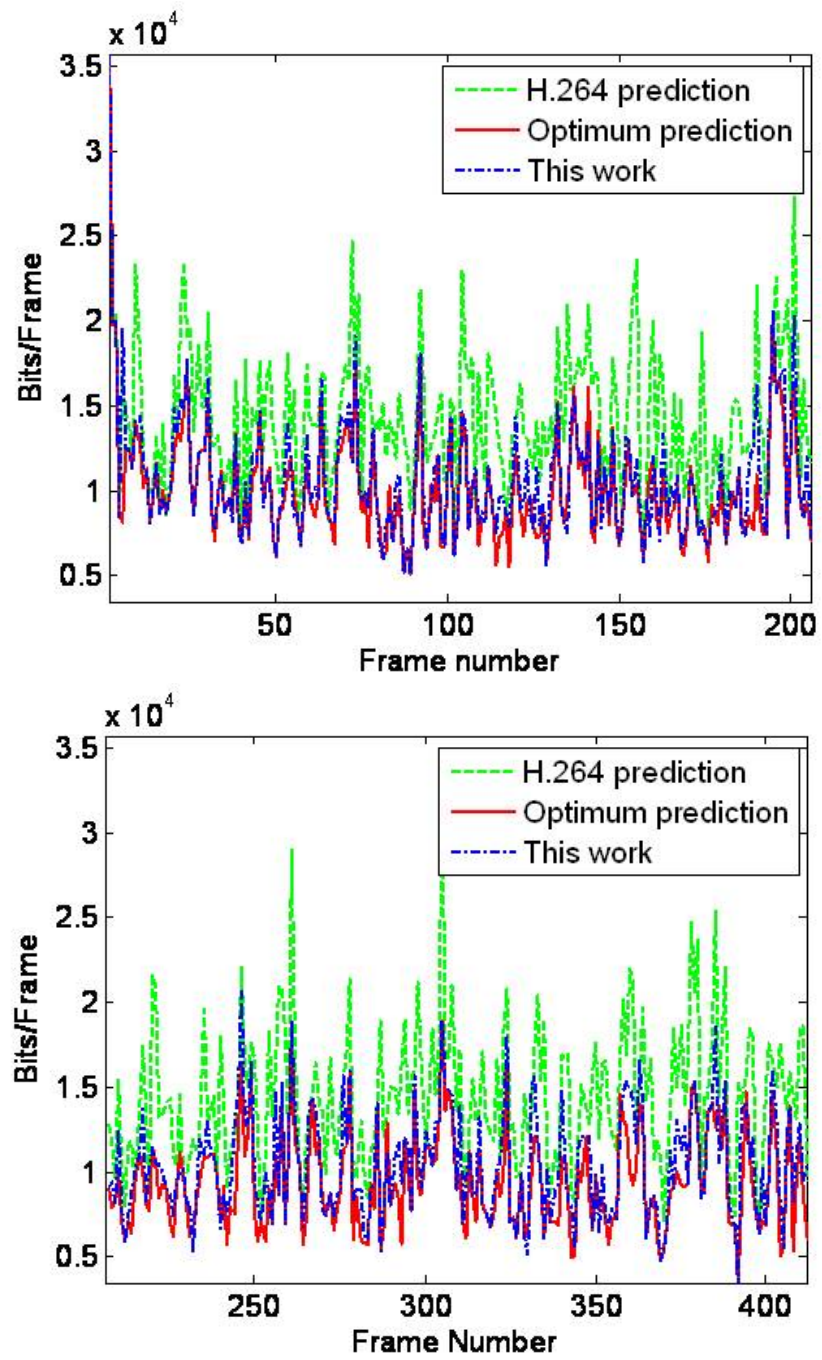 x 10^4
3.5
3
2.5
2
1.5
1
0.5
Bits/Frame
H.264 prediction
Optimum prediction
This work
50
100
150
200
Frame number
x 10^4
3.5
3
2.5
2
1.5
1
0.5
Bits/Frame
H.264 prediction
Optimum prediction
This work
250
300
350
400
Frame Number